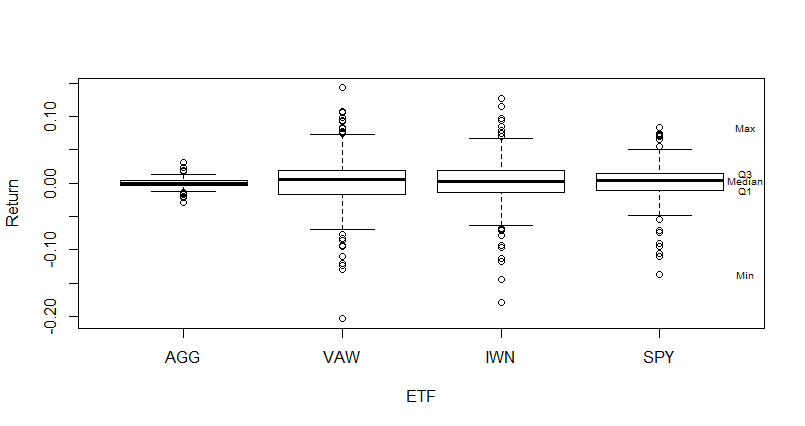 Return
0.10
0.00
-0.10
-0.20
Max
Q3
Median
Q1
Min
AGG VAW IWN SPY
ETF